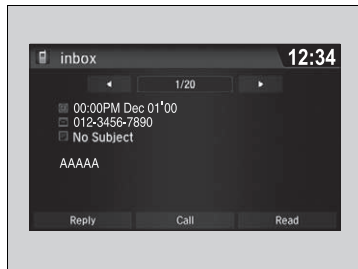 inbox 12:34
1/20
00:00PM Dec 01'00
012-3456-7890
No Subject
AAAAA
Reply Call Read